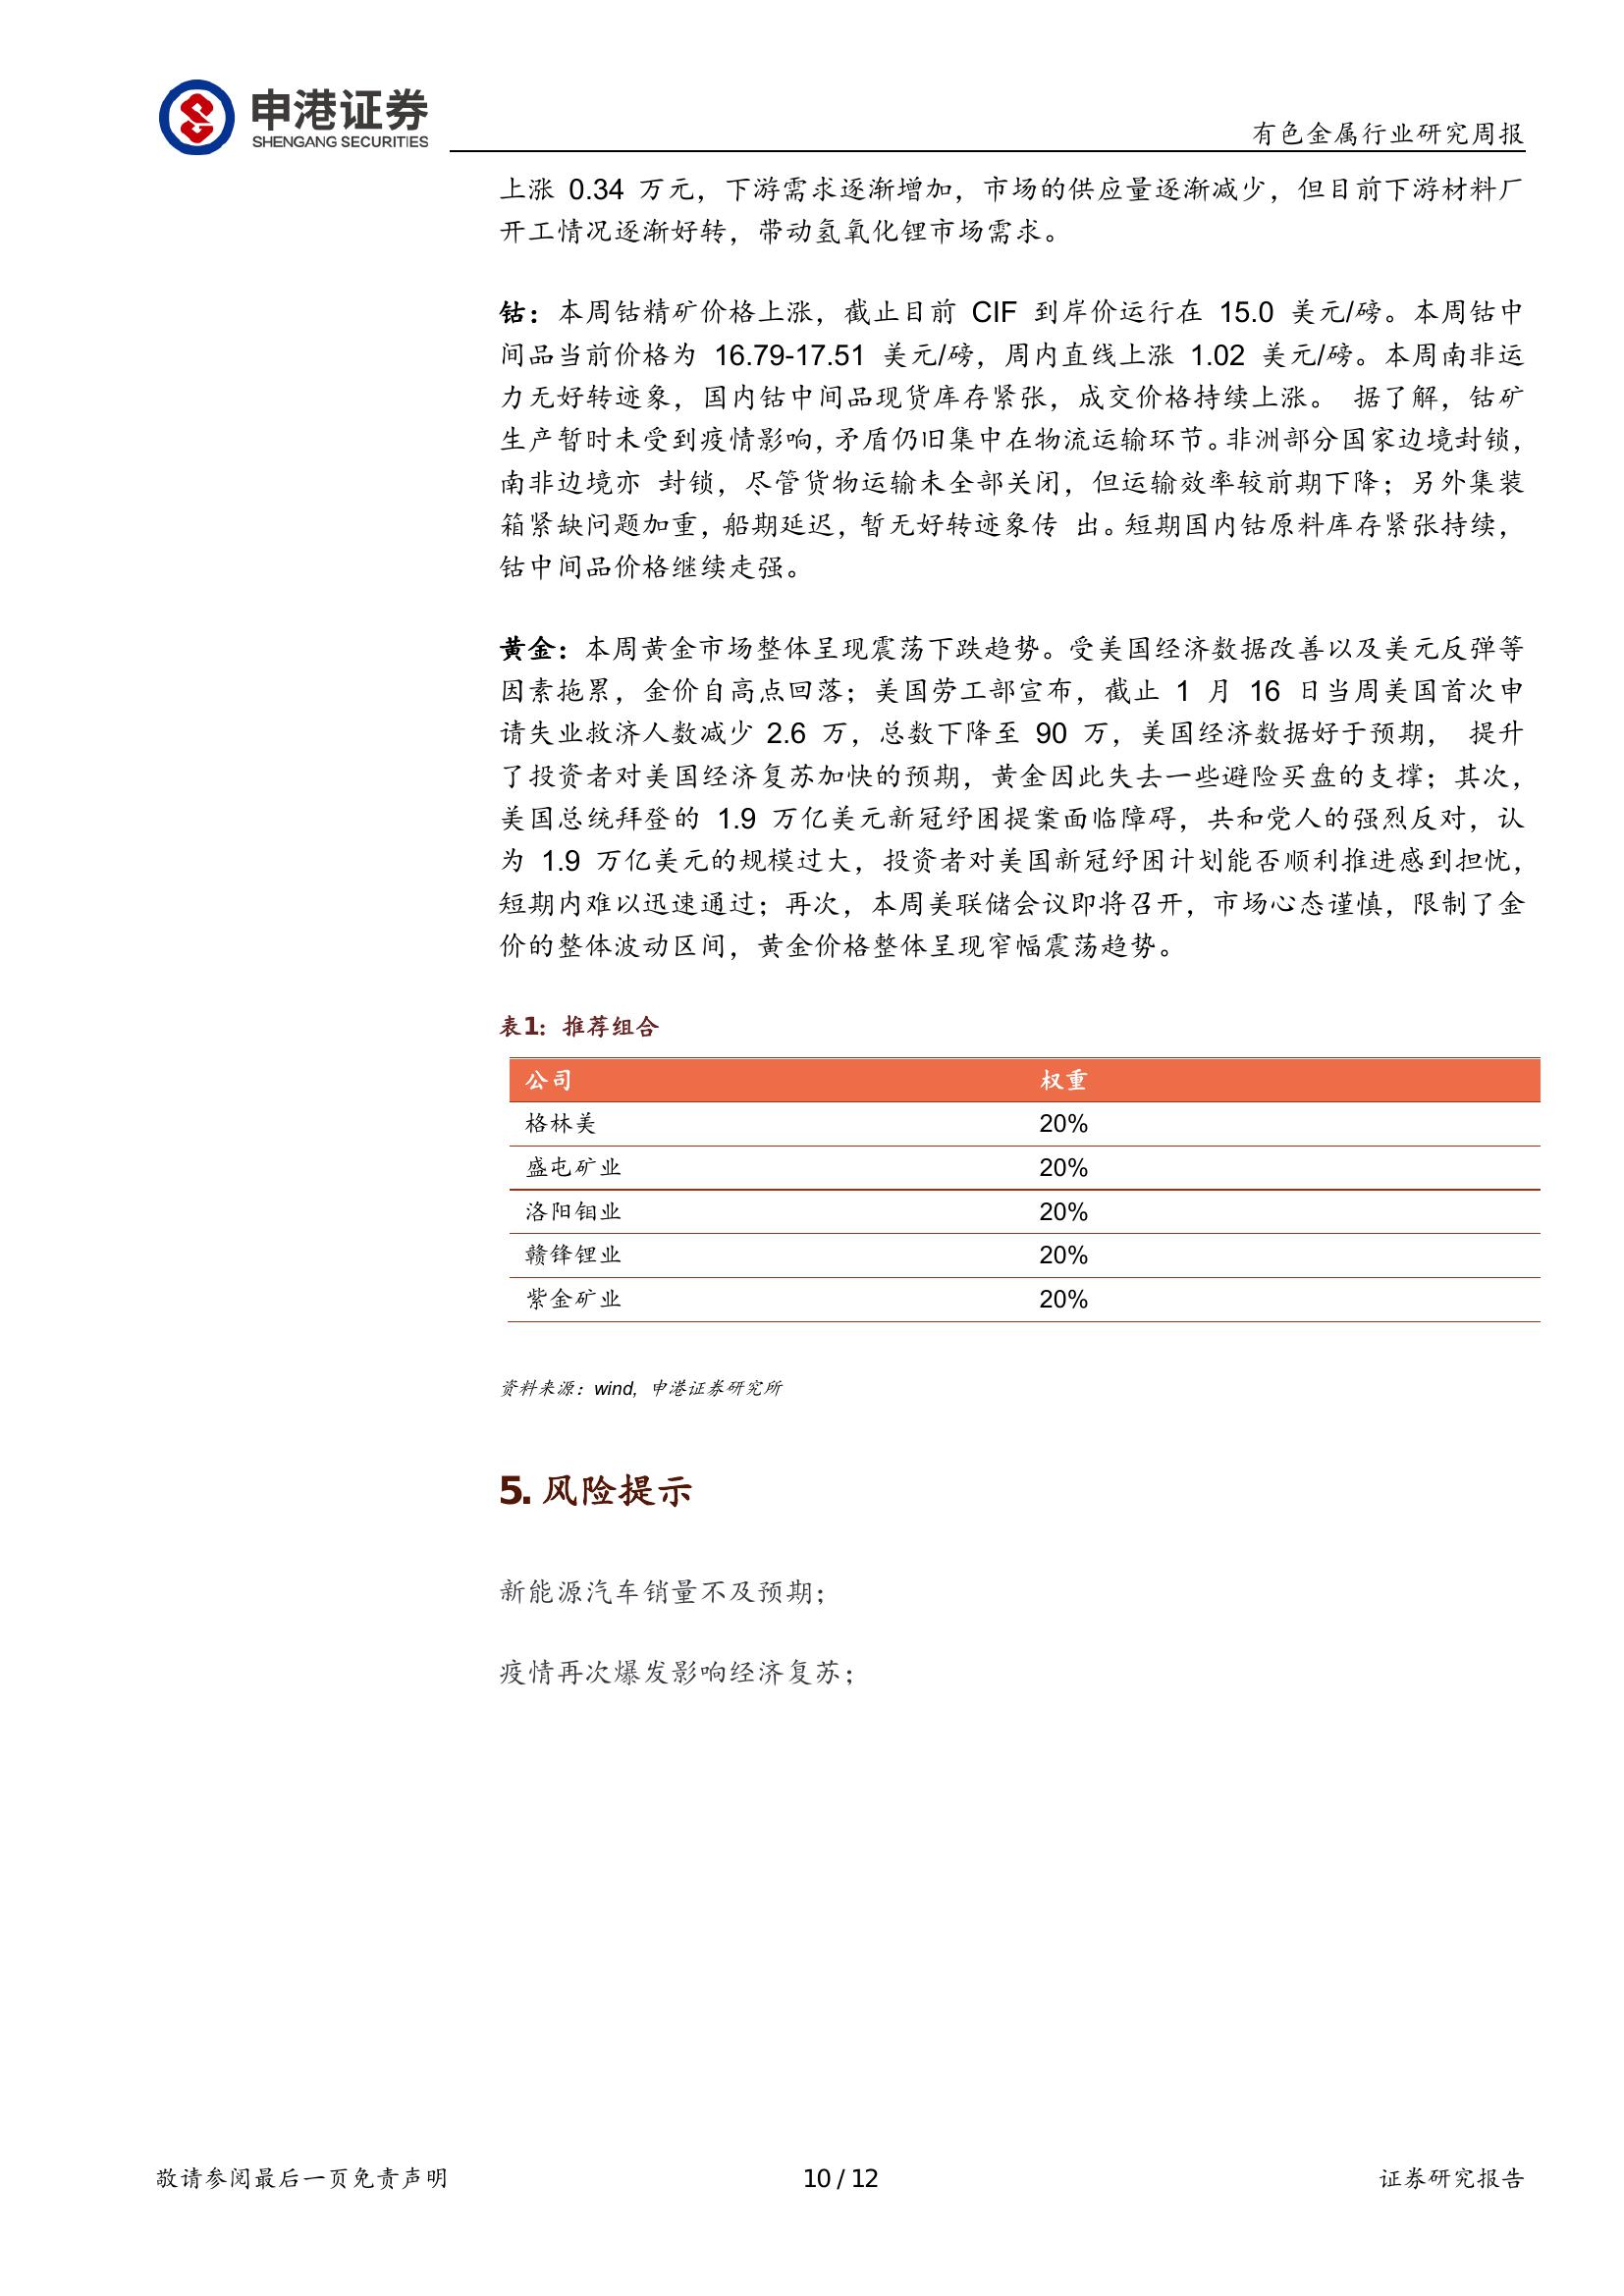 申港证券
SHENGANG SECURITIES
有色金属行业研究周报
上涨 0.34 万元，下游需求逐渐增加，市场的供应量逐渐减少，但目前下游材料厂
开工情况逐渐好转，带动氢氧化锂市场需求。
钴：本周钴精矿价格上涨，截止目前 CIF 到岸价运行在 15.0 美元/磅。本周钴中
间品当前价格为 16.79-17.51 美元/磅，周内直线上涨 1.02 美元/磅。本周南非运
力无好转迹象，国内钴中间品现货库存紧张，成交价格持续上涨。 据了解，钴矿
生产暂时未受到疫情影响，矛盾仍旧集中在物流运输环节。非洲部分国家边境封锁，
南非边境亦 封锁，尽管货物运输未全部关闭，但运输效率较前期下降；另外集装
箱紧缺问题加重，船期延迟，暂无好转迹象传 出。短期国内钴原料库存紧张持续，
钴中间品价格继续走强。
黄金：本周黄金市场整体呈现震荡下跌趋势。受美国经济数据改善以及美元反弹等
因素拖累，金价自高点回落；美国劳工部宣布，截止 1 月 16 日当周美国首次申
请失业救济人数减少 2.6 万，总数下降至 90 万，美国经济数据好于预期， 提升
了投资者对美国经济复苏加快的预期，黄金因此失去一些避险买盘的支撑；其次，
美国总统拜登的 1.9 万亿美元新冠纾困提案面临障碍，共和党人的强烈反对，认
为 1.9 万亿美元的规模过大，投资者对美国新冠纾困计划能否顺利推进感到担忧，
短期内难以迅速通过；再次，本周美联储会议即将召开，市场心态谨慎，限制了金
价的整体波动区间，黄金价格整体呈现窄幅震荡趋势。
表1：推荐组合
公司 权重
格林美 20%
盛屯矿业 20%
洛阳钼业 20%
赣锋锂业 20%
紫金矿业 20%
资料来源：wind，申港证券研究所
5. 风险提示
新能源汽车销量不及预期；
疫情再次爆发影响经济复苏；
敬请参阅最后一页免责声明 10 / 12 证券研究报告